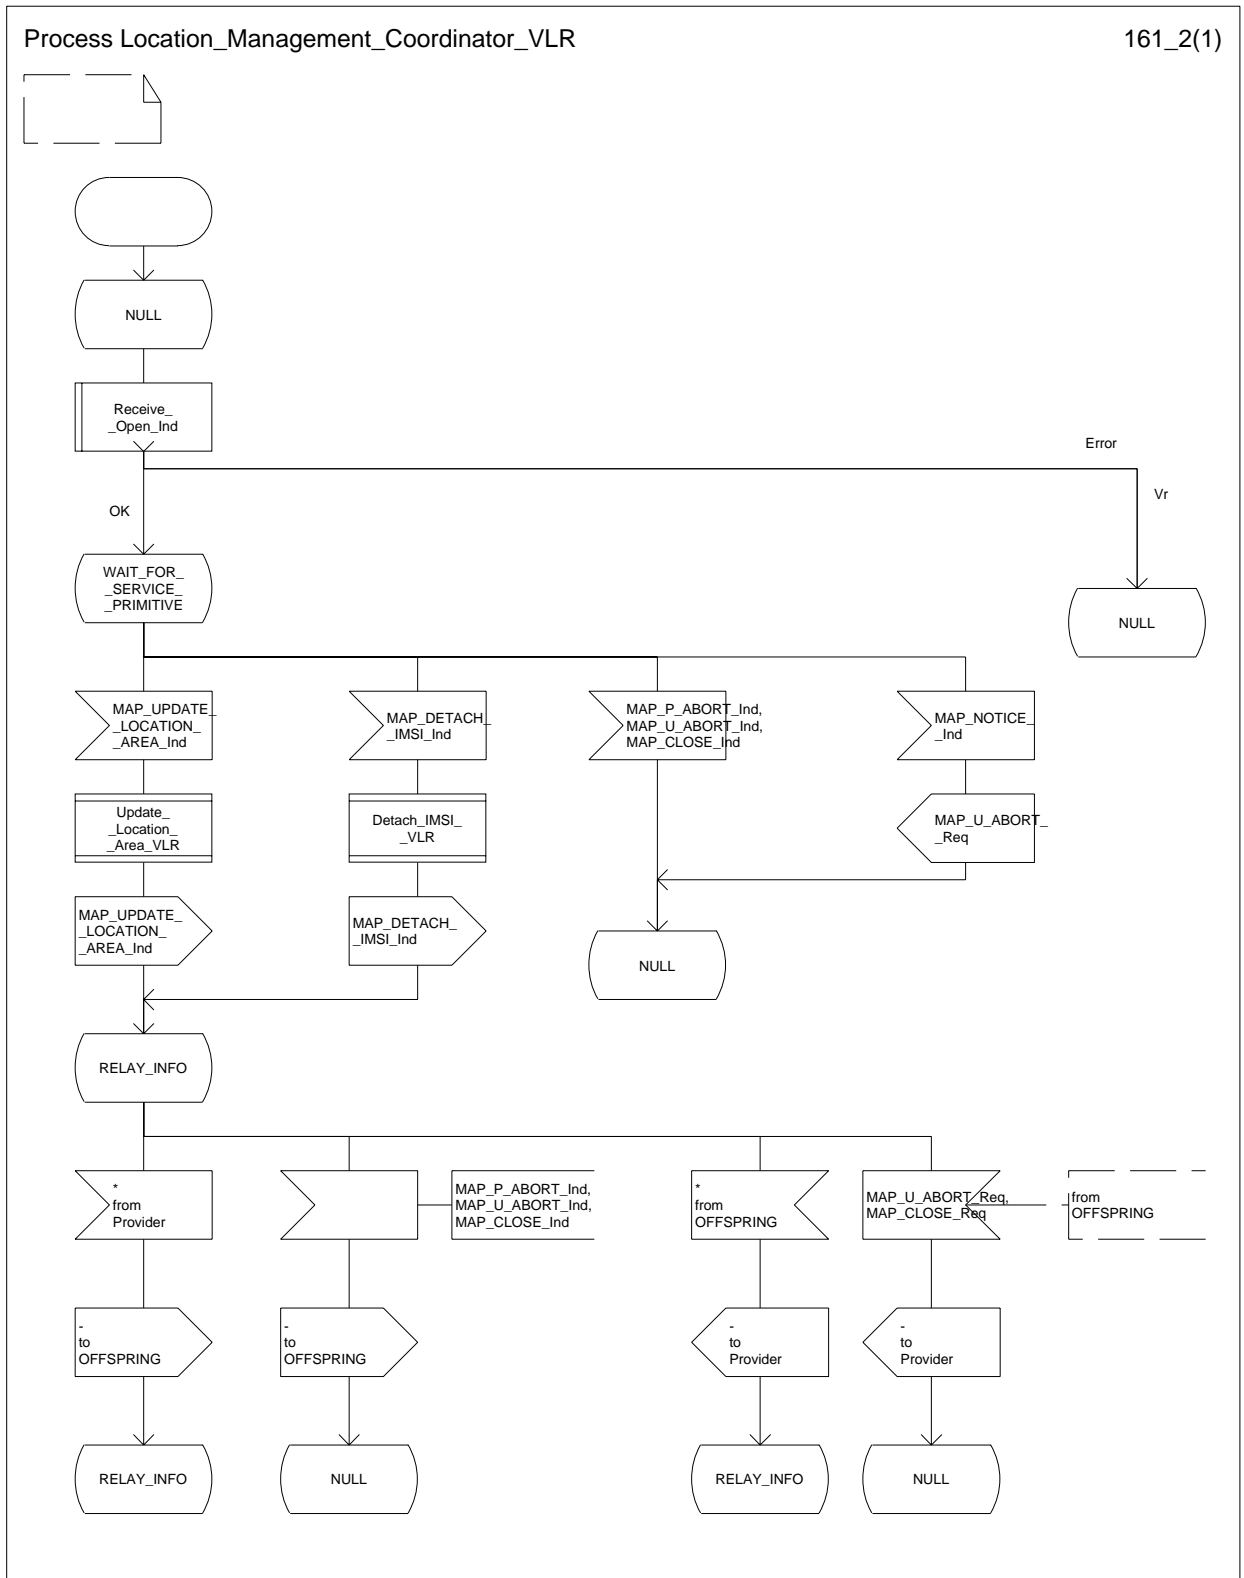 Process Location_Management_Coordinator_VLR
161_2(1)
NULL
Receive_
_Open_Ind
Error
Vr
OK
WAIT_FOR_
_SERVICE_
_PRIMITIVE
NULL
MAP_UPDATE_
_LOCATION_
_AREA_Ind
MAP_DETACH_
_IMSI_Ind
MAP_P_ABORT_Ind,
MAP_U_ABORT_Ind,
MAP_CLOSE_Ind
MAP_NOTICE_
_Ind
Update_
_Location_
_Area_VLR
Detach_IMSI_
_VLR
MAP_U_ABORT_
_Req
MAP_UPDATE_
_LOCATION_
_AREA_Ind
MAP_DETACH_
_IMSI_Ind
NULL
RELAY_INFO
*
from
Provider
MAP_P_ABORT_Ind,
MAP_U_ABORT_Ind,
MAP_CLOSE_Ind
*
from
OFFSPRING
MAP_U_ABORT_Req,
MAP_CLOSE_Req
from
OFFSPRING
-
to
OFFSPRING
-
to
OFFSPRING
-
to
Provider
-
to
Provider
RELAY_INFO
NULL
RELAY_INFO
NULL